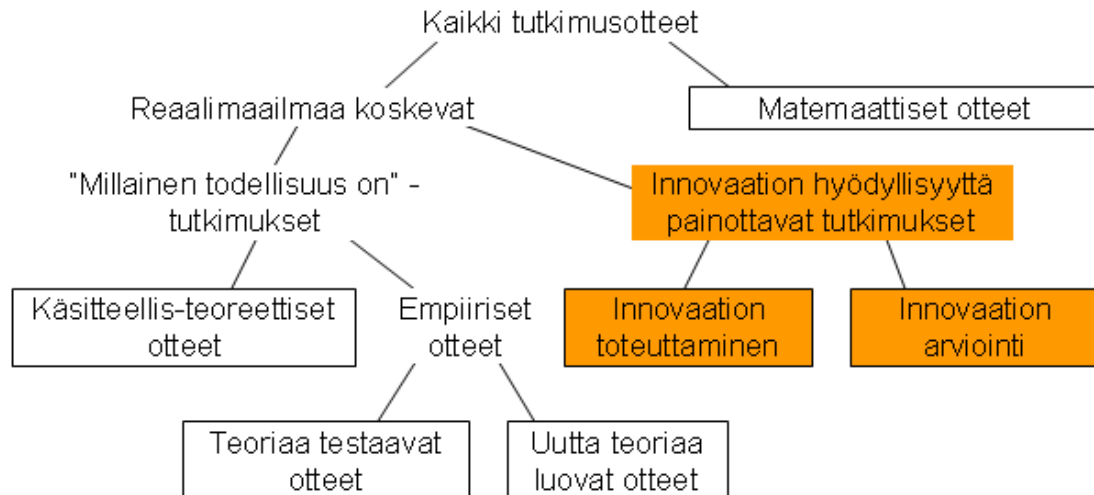 Kaikki tutkimusotteet
Reaalimaailmaa koskevat
Matemaattiset otteet
"Millainen todellisuus on" -
tutkimukset
Innovaation hyödyllisyyttä
painottavat tutkimukset
Käsitteellis-teoreettiset
otteet
Empiiriset
otteet
Innovaation
toteuttaminen
Innovaation
arviointi
Teoriaa testaavat
otteet
Uutta teoriaa
luovat otteet